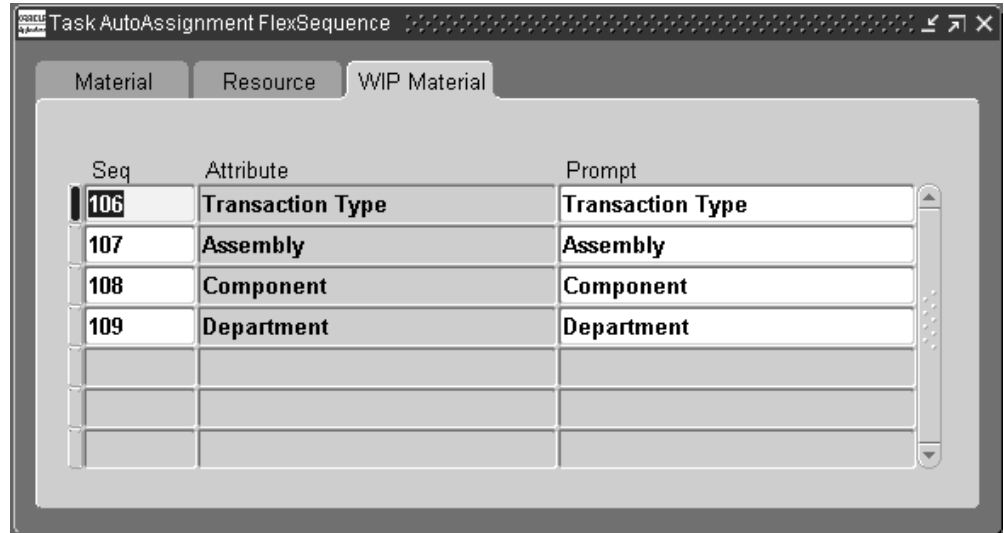 ORACLE
Task AutoAssignment FlexSequence
Material Resource WIP Material
Seq Attribute Prompt
106 Transaction Type Transaction Type
107 Assembly Assembly
108 Component Component
109 Department Department